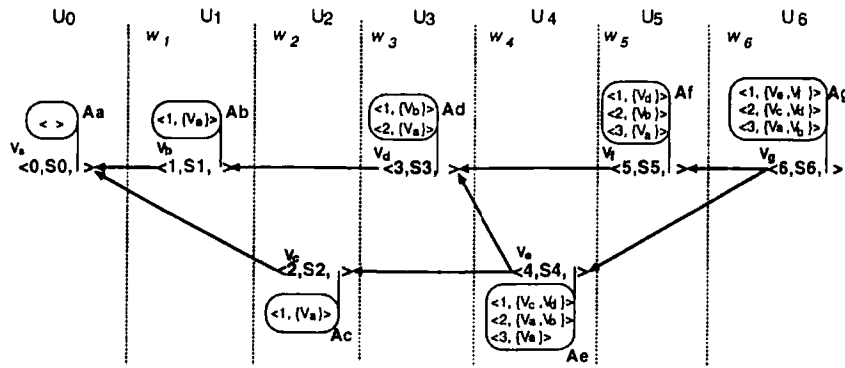 U0 U1 U2 U3 U4 U5 U6
w1 w2 w3 w4 w5 w6
< > Aa
<1, {Va}> Ab
<1, {Vb}>
<2, {Va}>
Ad
<1, {Vd}>
<2, {Vb}>
<3, {Va}>
Af
<1, {Ve,Vf}>
<2, {Vc,Vd}>
<3, {Va,Vb}>
Ag
Va Vb Vd Vf Vg
<0,S0, > <1,S1, > <3,S3, > <5,S5, > <6,S6, >
Vc Ve
<2,S2, > <4,S4, >
<1, {Va}>
Ac
<1, {Vc,Vd}>
<2, {Va,Vb}>
<3, {Va}>
Ae